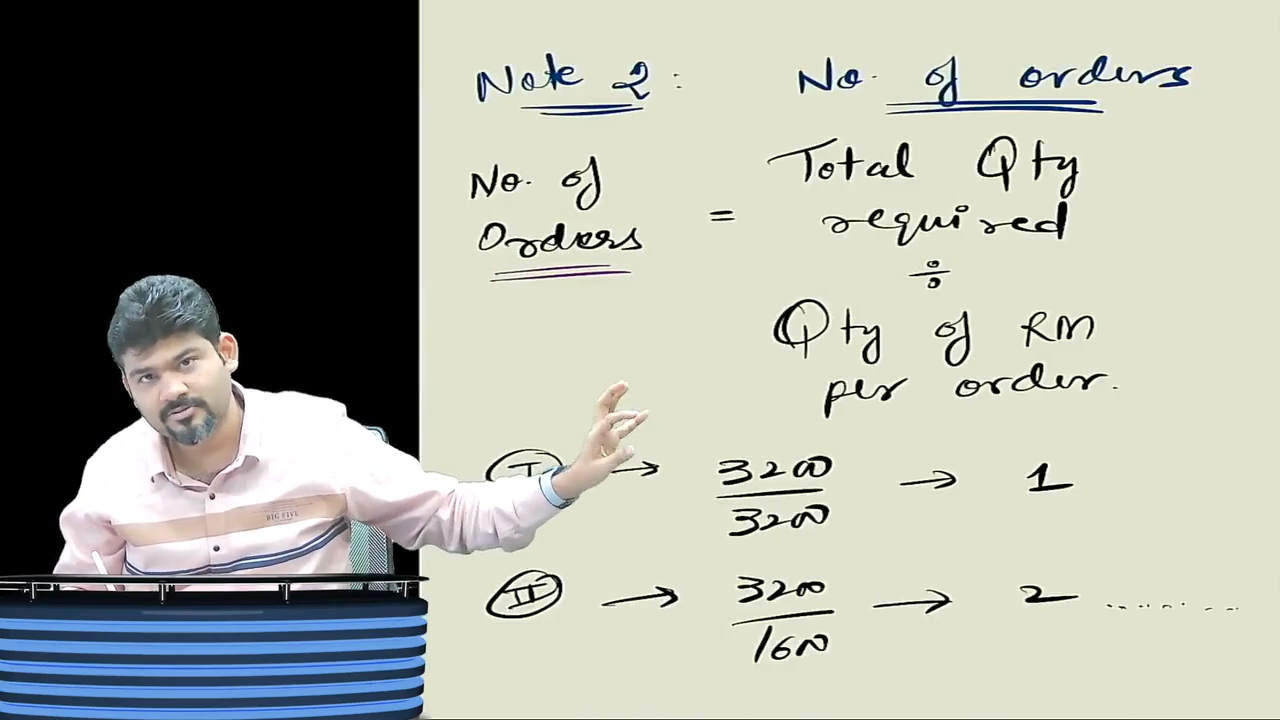 Note 2 : No. of orders
No. of Orders = Total Qty required
÷
Qty of RM per order.
I → 3200 / 3200 → 1
II → 3200 / 1600 → 2 ........
BIG FIVE